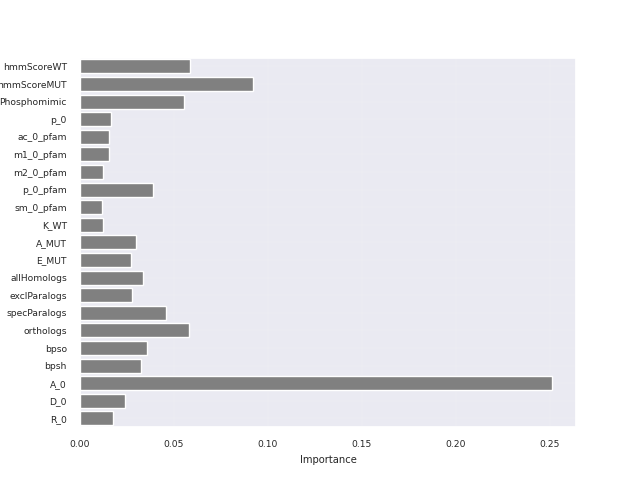 hmmScoreWT
hmmScoreMUT
Phosphomimic
p_0
ac_0_pfam
m1_0_pfam
m2_0_pfam
p_0_pfam
sm_0_pfam
K_WT
A_MUT
E_MUT
allHomologs
exclParalogs
specParalogs
orthologs
bpso
bpsh
A_0
D_0
R_0
0.00 0.05 0.10 0.15 0.20 0.25
Importance